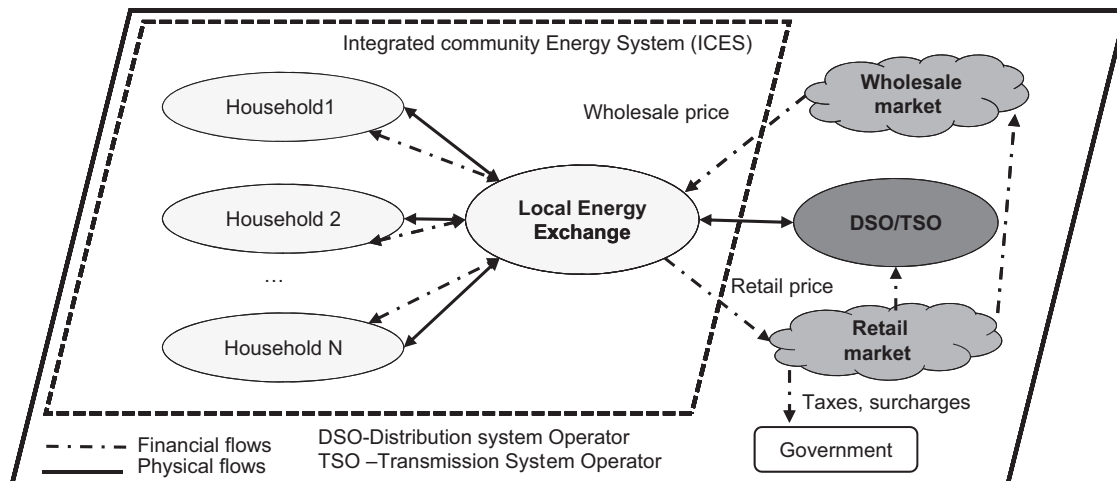 Integrated community Energy System (ICES)
Household1
Household 2
...
Household N
Local Energy
Exchange
Wholesale price
Wholesale
market
DSO/TSO
Retail price
Retail
market
Taxes, surcharges
Government
Financial flows
Physical flows
DSO-Distribution system Operator
TSO –Transmission System Operator